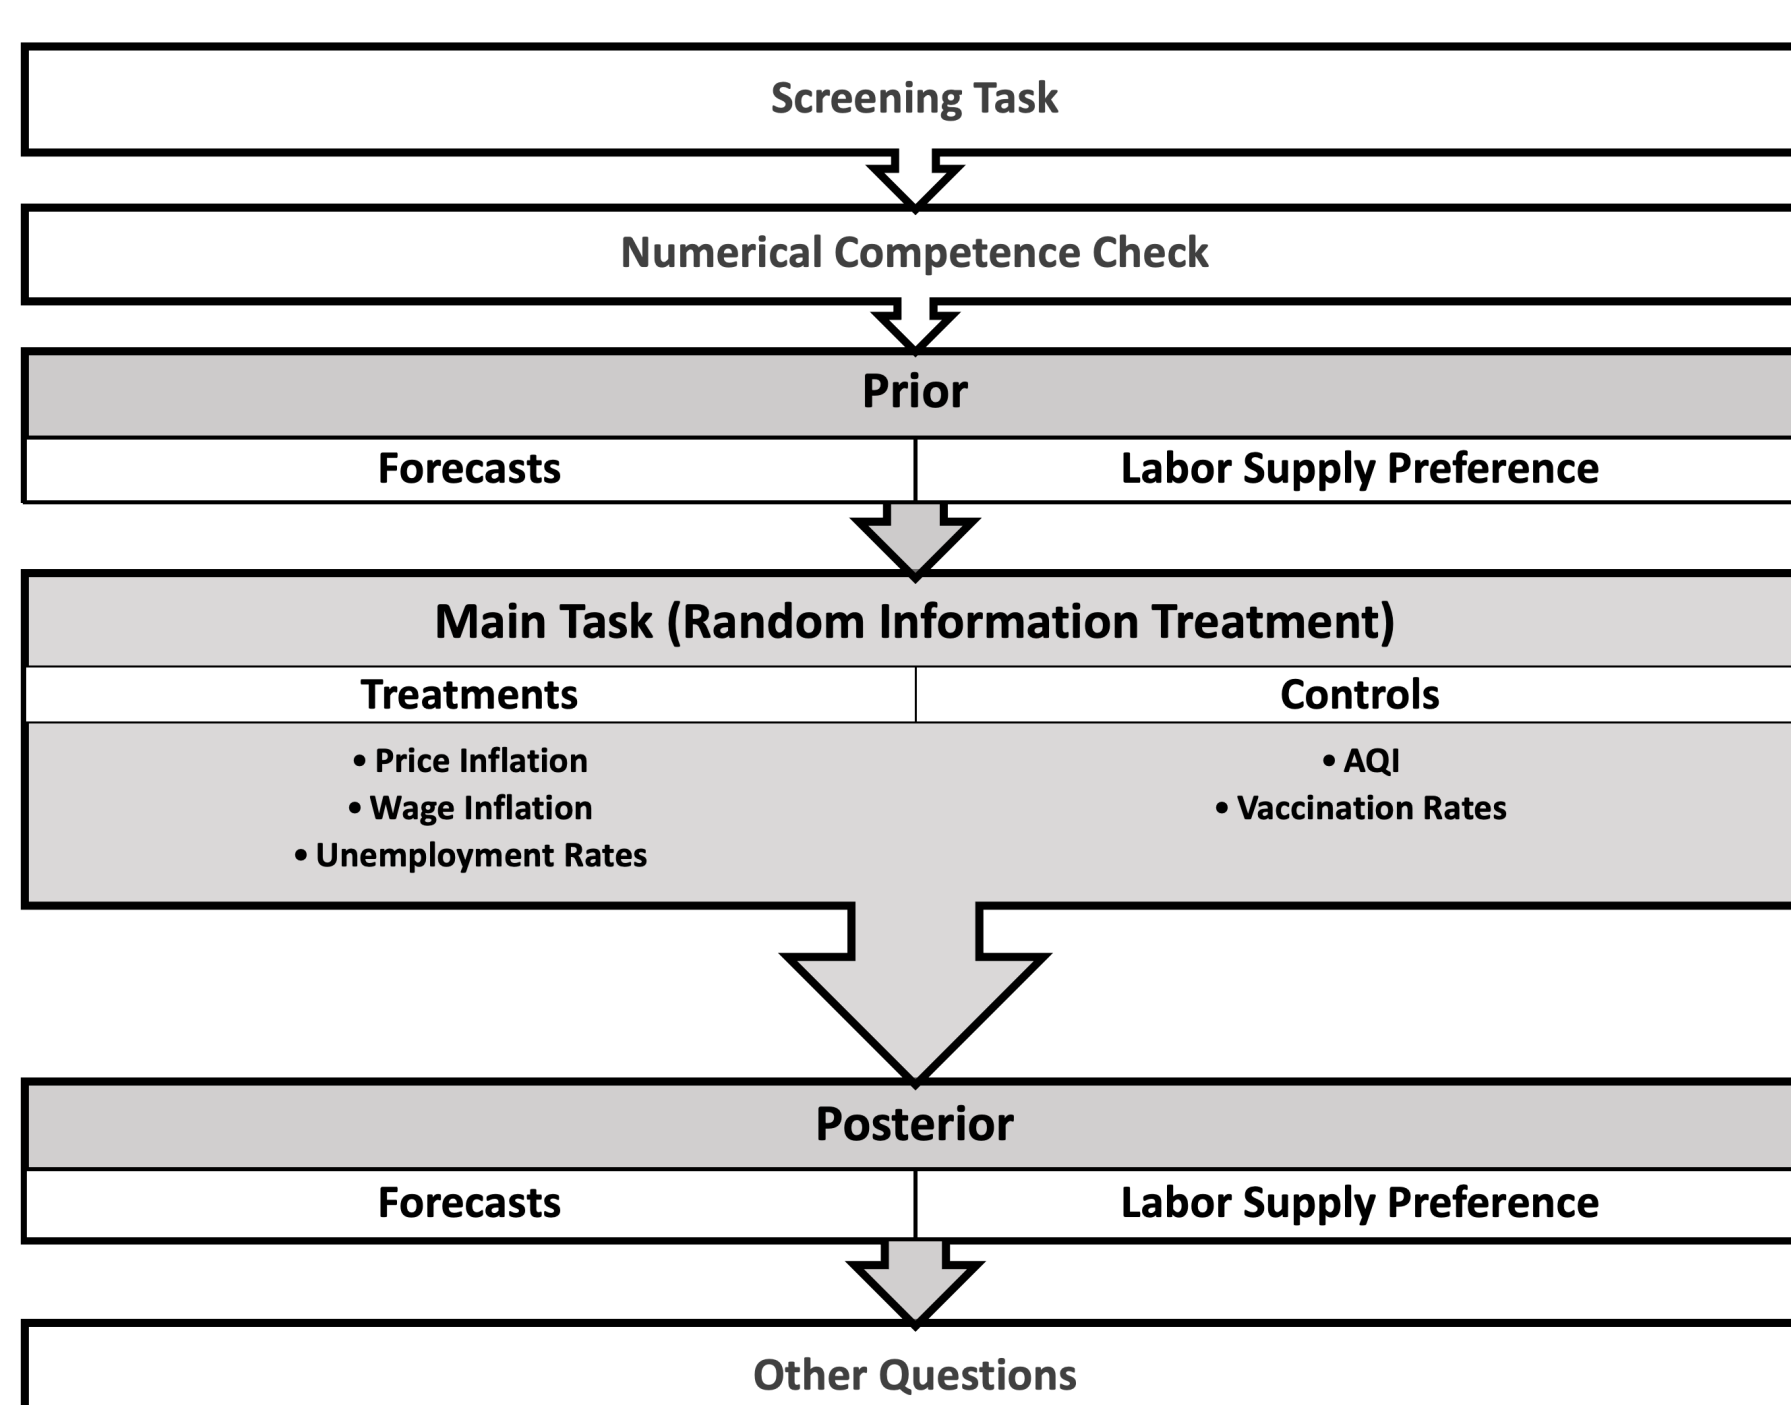 Screening Task
Numerical Competence Check
Prior
Forecasts
Labor Supply Preference
Main Task (Random Information Treatment)
Treatments
Controls
• Price Inflation
• Wage Inflation
• Unemployment Rates
• AQI
• Vaccination Rates
Posterior
Forecasts
Labor Supply Preference
Other Questions